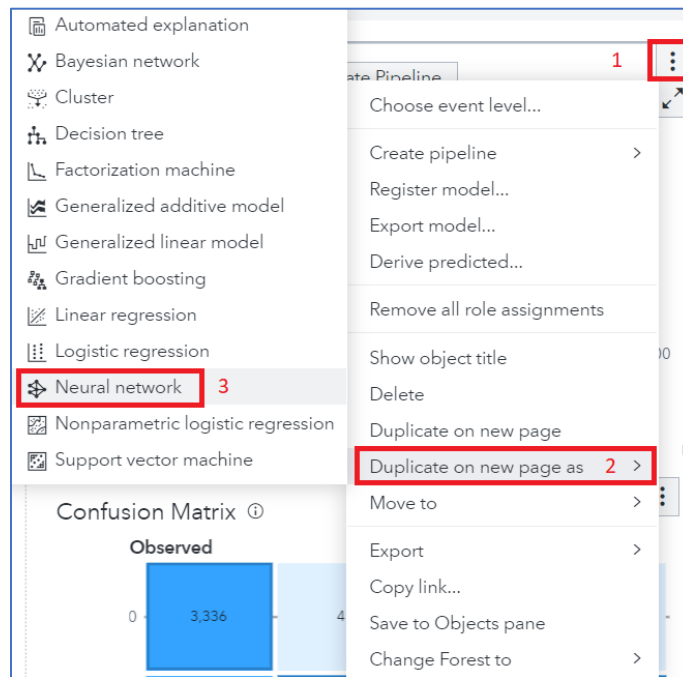 Automated explanation
Bayesian network
Cluster
Decision tree
Factorization machine
Generalized additive model
Generalized linear model
Gradient boosting
Linear regression
Logistic regression
Neural network 3
Nonparametric logistic regression
Support vector machine
1
Pipeline
Choose event level...
Create pipeline
Register model...
Export model...
Derive predicted...
Remove all role assignments
Show object title
Delete
Duplicate on new page
Duplicate on new page as 2
Move to
Export
Copy link...
Save to Objects pane
Change Forest to
Confusion Matrix
Observed
0
3,336
4